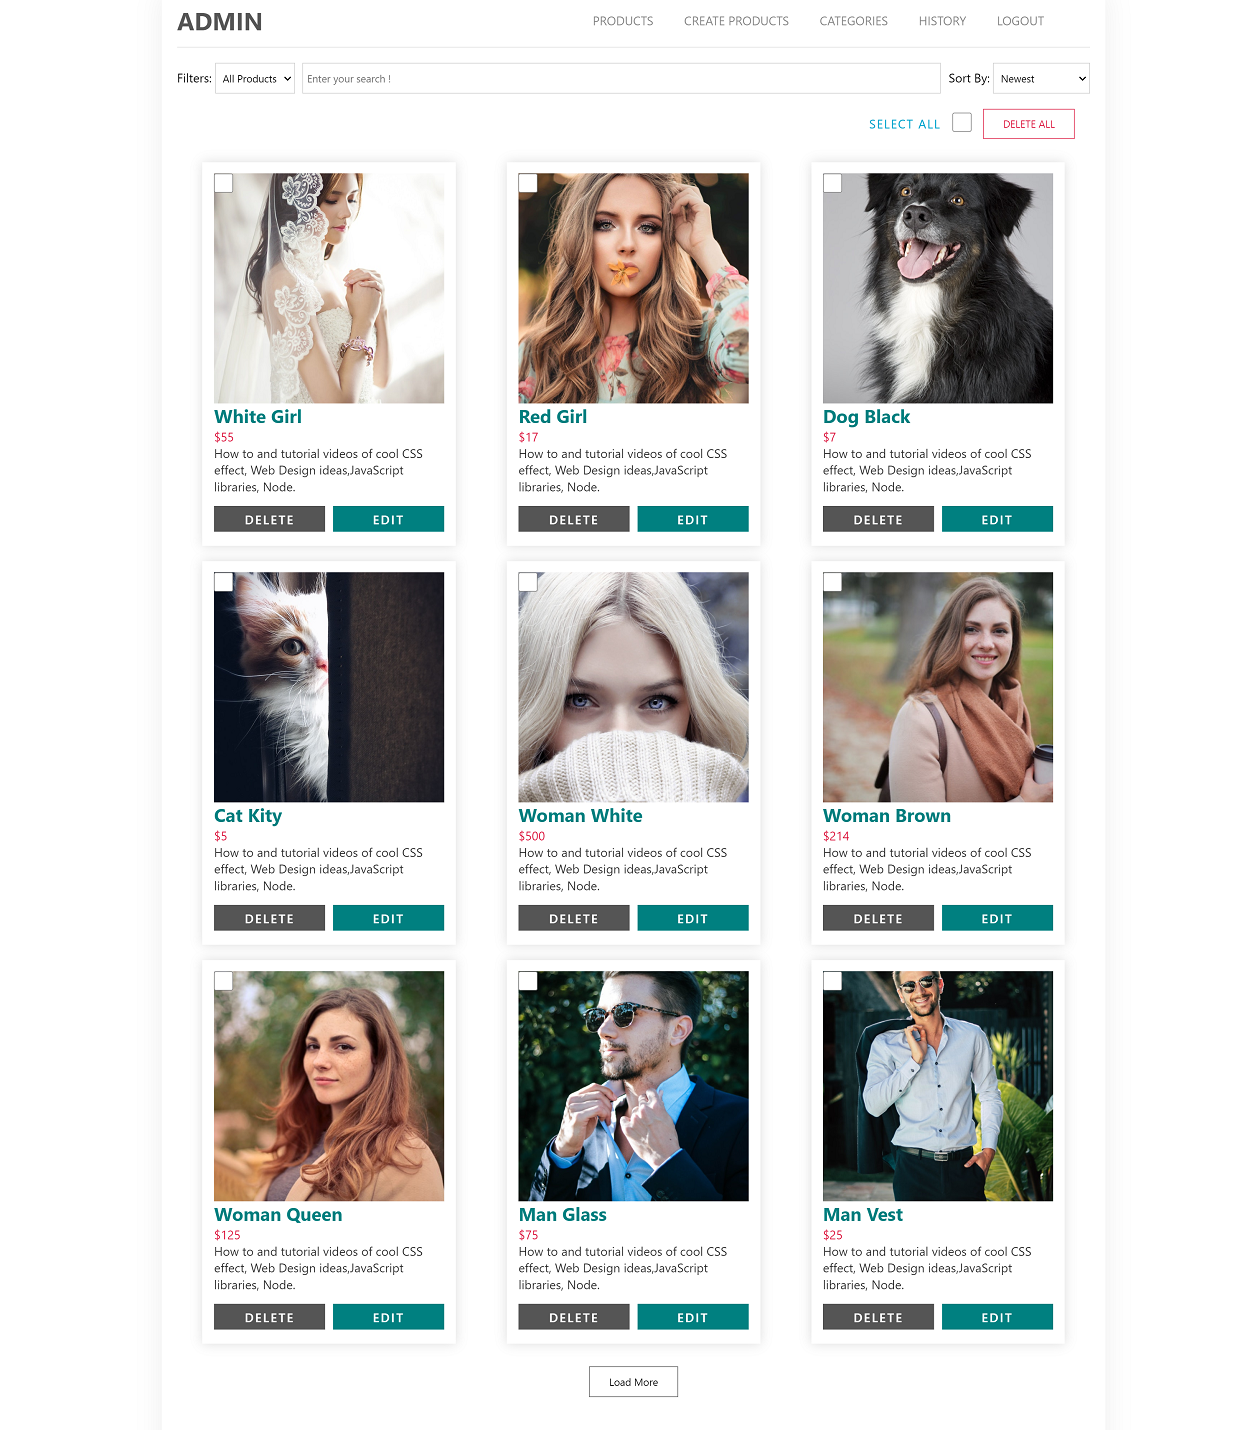 ADMIN
PRODUCTS CREATE PRODUCTS CATEGORIES HISTORY LOGOUT
Filters: All Products Enter your search ! Sort By: Newest
SELECT ALL DELETE ALL
White Girl
$55
How to and tutorial videos of cool CSS
effect, Web Design ideas,JavaScript
libraries, Node.
DELETE EDIT
Red Girl
$17
How to and tutorial videos of cool CSS
effect, Web Design ideas,JavaScript
libraries, Node.
DELETE EDIT
Dog Black
$7
How to and tutorial videos of cool CSS
effect, Web Design ideas,JavaScript
libraries, Node.
DELETE EDIT
Cat Kity
$5
How to and tutorial videos of cool CSS
effect, Web Design ideas,JavaScript
libraries, Node.
DELETE EDIT
Woman White
$500
How to and tutorial videos of cool CSS
effect, Web Design ideas,JavaScript
libraries, Node.
DELETE EDIT
Woman Brown
$214
How to and tutorial videos of cool CSS
effect, Web Design ideas,JavaScript
libraries, Node.
DELETE EDIT
Woman Queen
$125
How to and tutorial videos of cool CSS
effect, Web Design ideas,JavaScript
libraries, Node.
DELETE EDIT
Man Glass
$75
How to and tutorial videos of cool CSS
effect, Web Design ideas,JavaScript
libraries, Node.
DELETE EDIT
Man Vest
$25
How to and tutorial videos of cool CSS
effect, Web Design ideas,JavaScript
libraries, Node.
DELETE EDIT
Load More